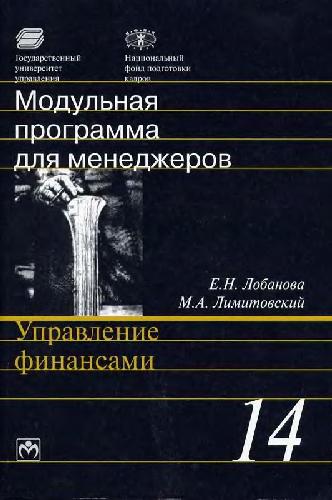 Государственный
университет
управления
Национальный
фонд подготовки
кадров
Модульная
программа
для менеджеров
Е.Н. Лобанова
М.А. Лимитовский
Управление
финансами
14